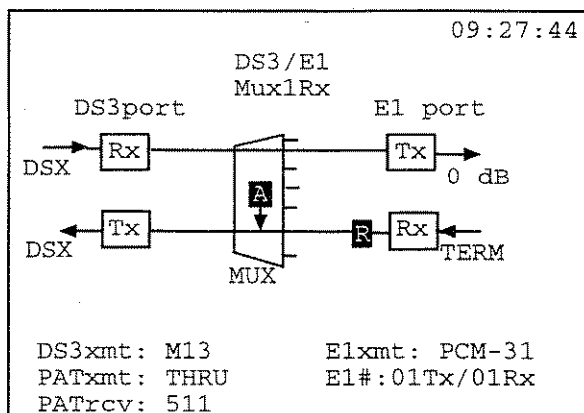 09:27:44
DS3/E1
Mux1Rx
DS3port
E1 port
Rx
Tx
DSX
0 dB
A
Tx
R
Rx
DSX
MUX
TERM
DS3xmt: M13
E1xmt: PCM-31
PATxmt: THRU
E1#:01Tx/01Rx
PATrcv: 511